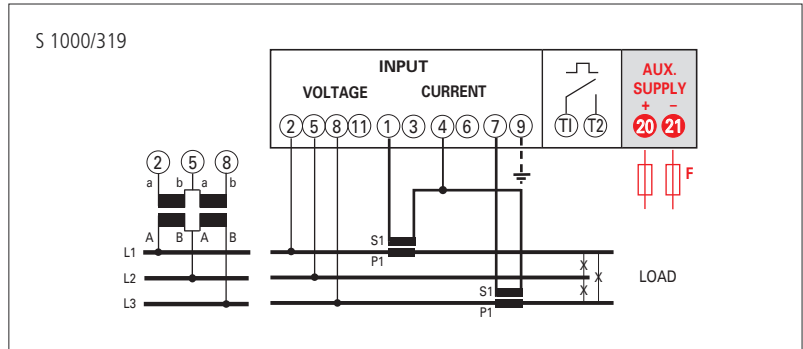 S 1000/319
INPUT
VOLTAGE CURRENT
2 5 8 11 1 3 4 6 7 9
T1 T2
AUX.
SUPPLY
+ −
20 21
F
2 5 8
a b a b
A B A B
L1
L2
L3
S1
P1
S1
P1
X
X
X
LOAD